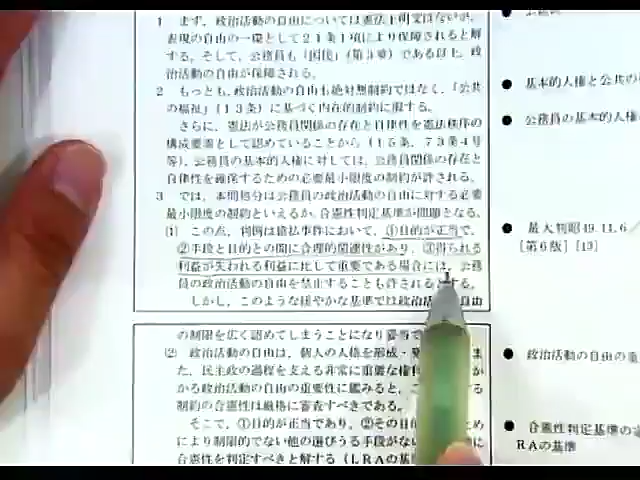 1 まず、政治活動の自由については憲法上明文はないが、
表現の自由の一環として21条1項により保障されると解
する。そして、公務員も「国民」(第3章)である以上、政
治活動の自由が保障される。
2 もっとも、政治活動の自由も絶対無制約ではなく、「公共
の福祉」(13条)に基づく内在的制約に服する。
さらに、憲法が公務員関係の存在と自律性を憲法秩序の
構成要素として認めていることから(15条、73条4号
等)、公務員の基本的人権に対しては、公務員関係の存在と
自律性を確保するための必要最小限度の制約が許される。
3 では、本問処分は公務員の政治活動の自由に対する必要
最小限度の制約といえるか。合憲性判定基準が問題となる。
(1) この点、判例は猿払事件において、①目的が正当で、
②手段と目的との間に合理的関連性があり、③得られる
利益が失われる利益に比して重要である場合には、公務
員の政治活動の自由を禁止することも許されるとする。
しかし、このような緩やかな基準では政治活 自由
の制限を広く認めてしまうことになり妥当で
(2) 政治活動の自由は、個人の人権を形成・ ま
た、民主政の過程を支える非常に重要な権利 が
かる政治活動の自由の重要性に鑑みると、こ する
制約の合憲性は厳格に審査すべきである。
そこで、①目的が正当であり、②その目的 ため
により制限的でない他の選びうる手段がない に
合憲性を判定すべきと解する(LRAの基
● 基本的人権と公共の
● 公務員の基本的人
● 最大判昭49.11.6/
[第6版][13]
● 政治活動の自由の重
● 合憲性判定基準の定
RAの基準